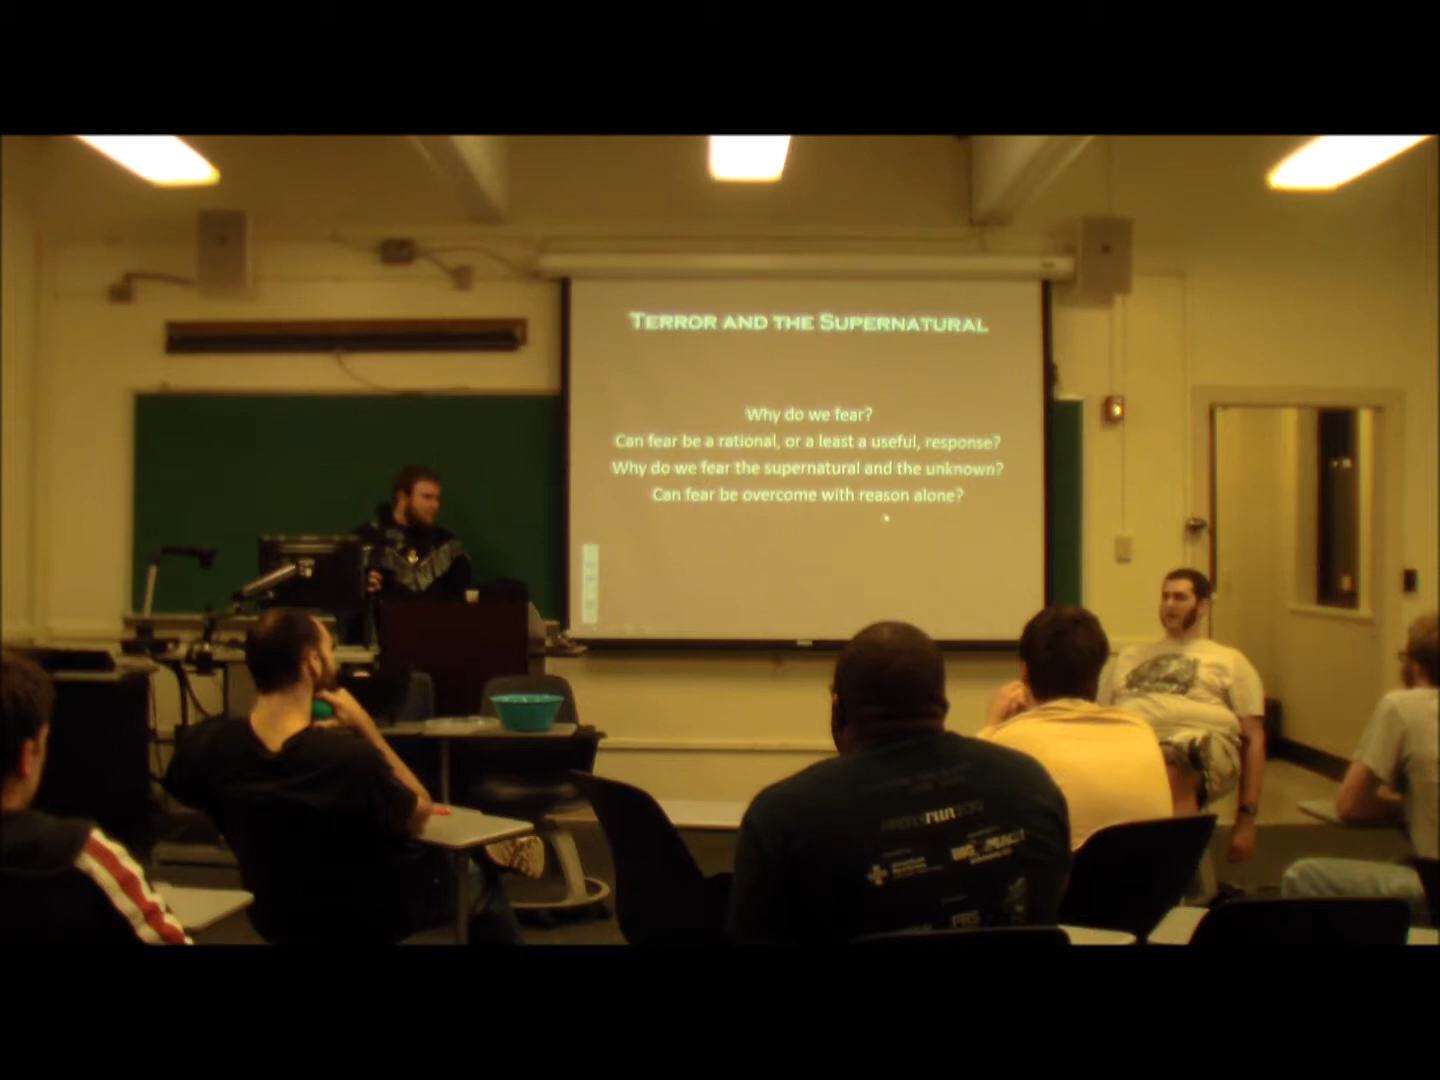 TERROR AND THE SUPERNATURAL
Why do we fear?
Can fear be a rational, or a least a useful, response?
Why do we fear the supernatural and the unknown?
Can fear be overcome with reason alone?